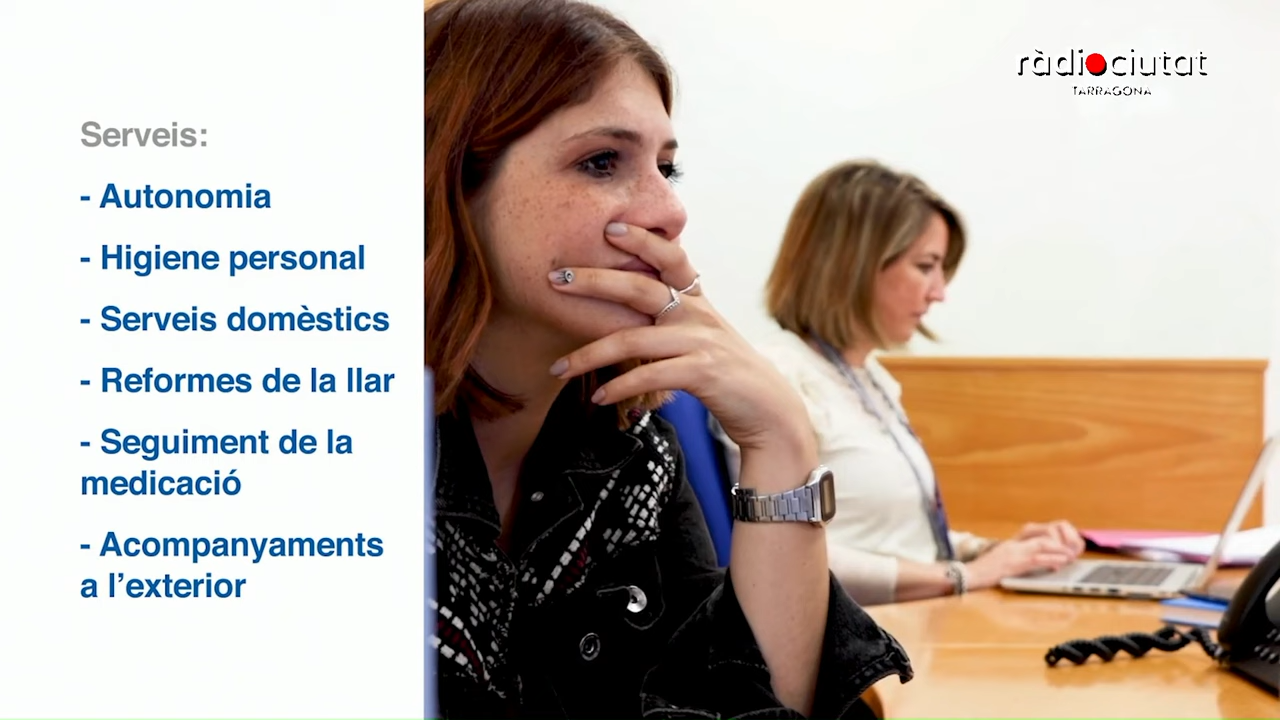 ràdiociutat
TARRAGONA
Serveis:
- Autonomia
- Higiene personal
- Serveis domèstics
- Reformes de la llar
- Seguiment de la
medicació
- Acompanyaments
a l’exterior